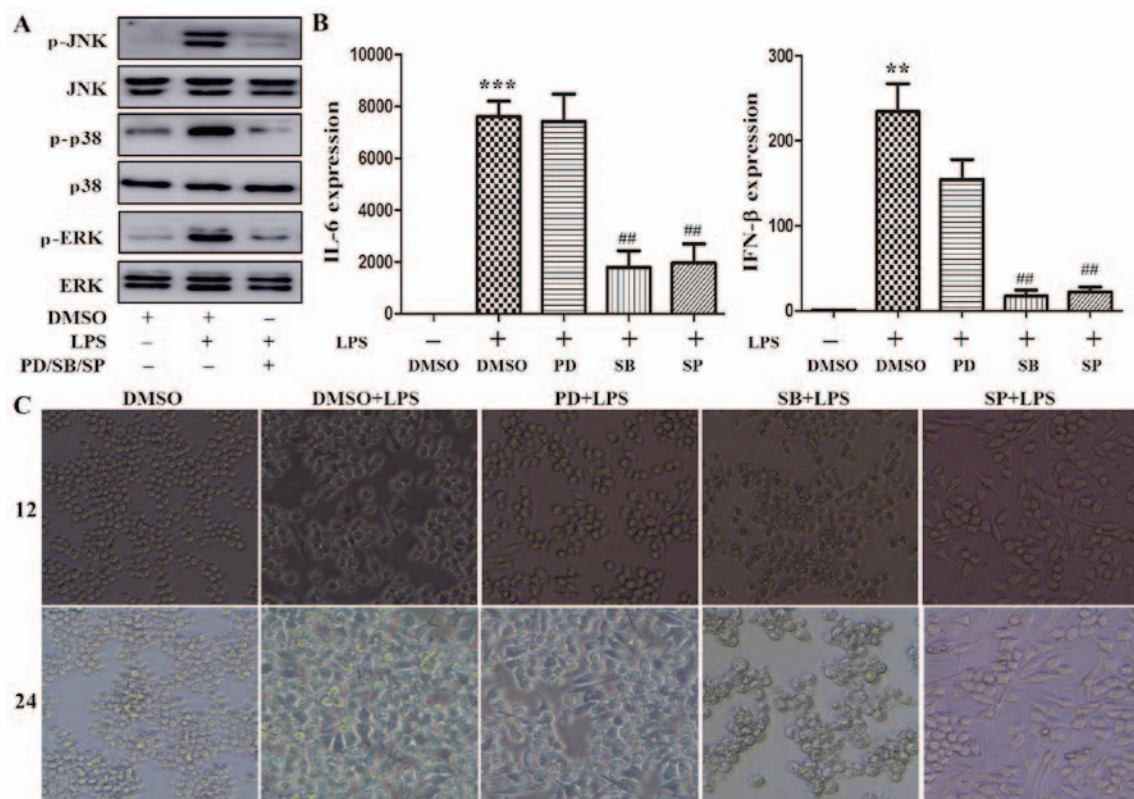 A
p-JNK
JNK
p-p38
p38
p-ERK
ERK
DMSO + + –
LPS – + +
PD/SB/SP – – +
B
IL-6 expression
10000
8000
6000
4000
2000
0
***
##
##
LPS – + + + +
DMSO DMSO PD SB SP
IFN-β expression
300
200
100
0
**
##
##
LPS – + + + +
DMSO DMSO PD SB SP
C
DMSO DMSO+LPS PD+LPS SB+LPS SP+LPS
12
24